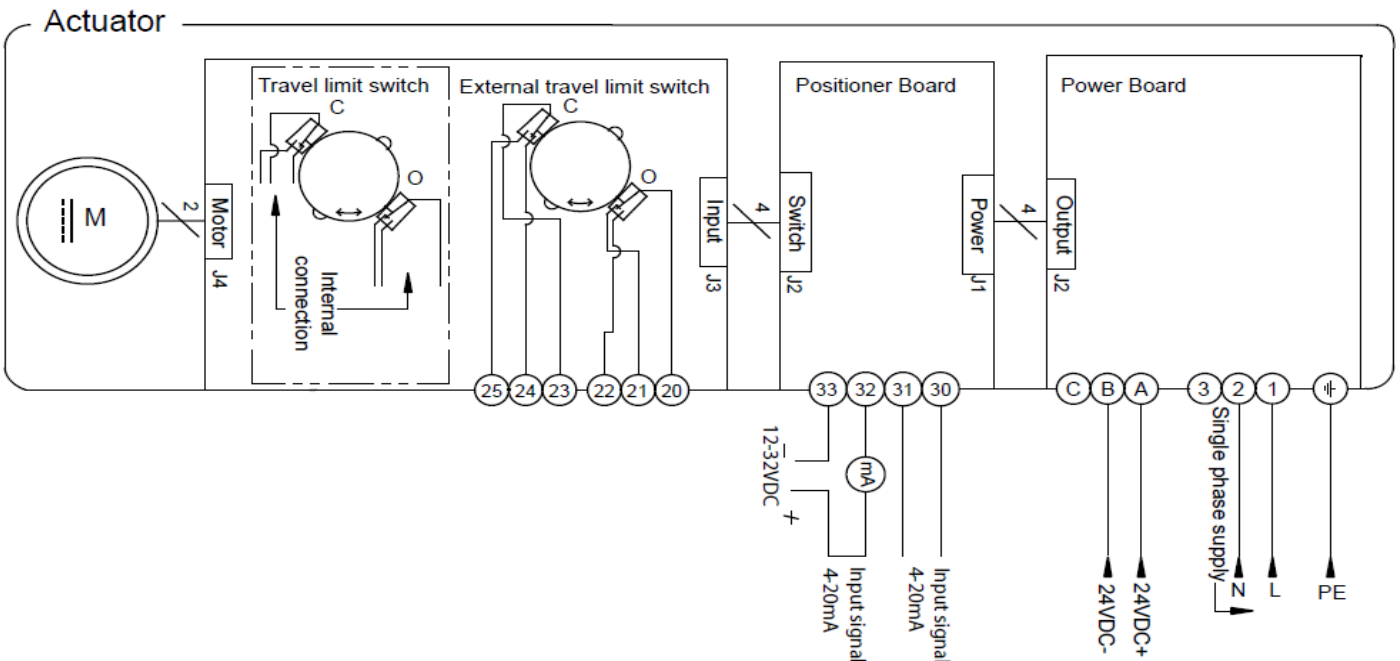 Actuator
Travel limit switch
External travel limit switch
Positioner Board
Power Board
C
C
O
O
M
2
Motor
J4
Internal
connection
Input
J3
4
Switch
J2
Power
J1
4
Output
J2
25 24 23 22 21 20
33 32 31 30
C B A
3 2 1
12-32VDC
-
+
mA
Input signal
4-20mA
Input signal
4-20mA
24VDC-
24VDC+
Single phase supply
N
L
PE